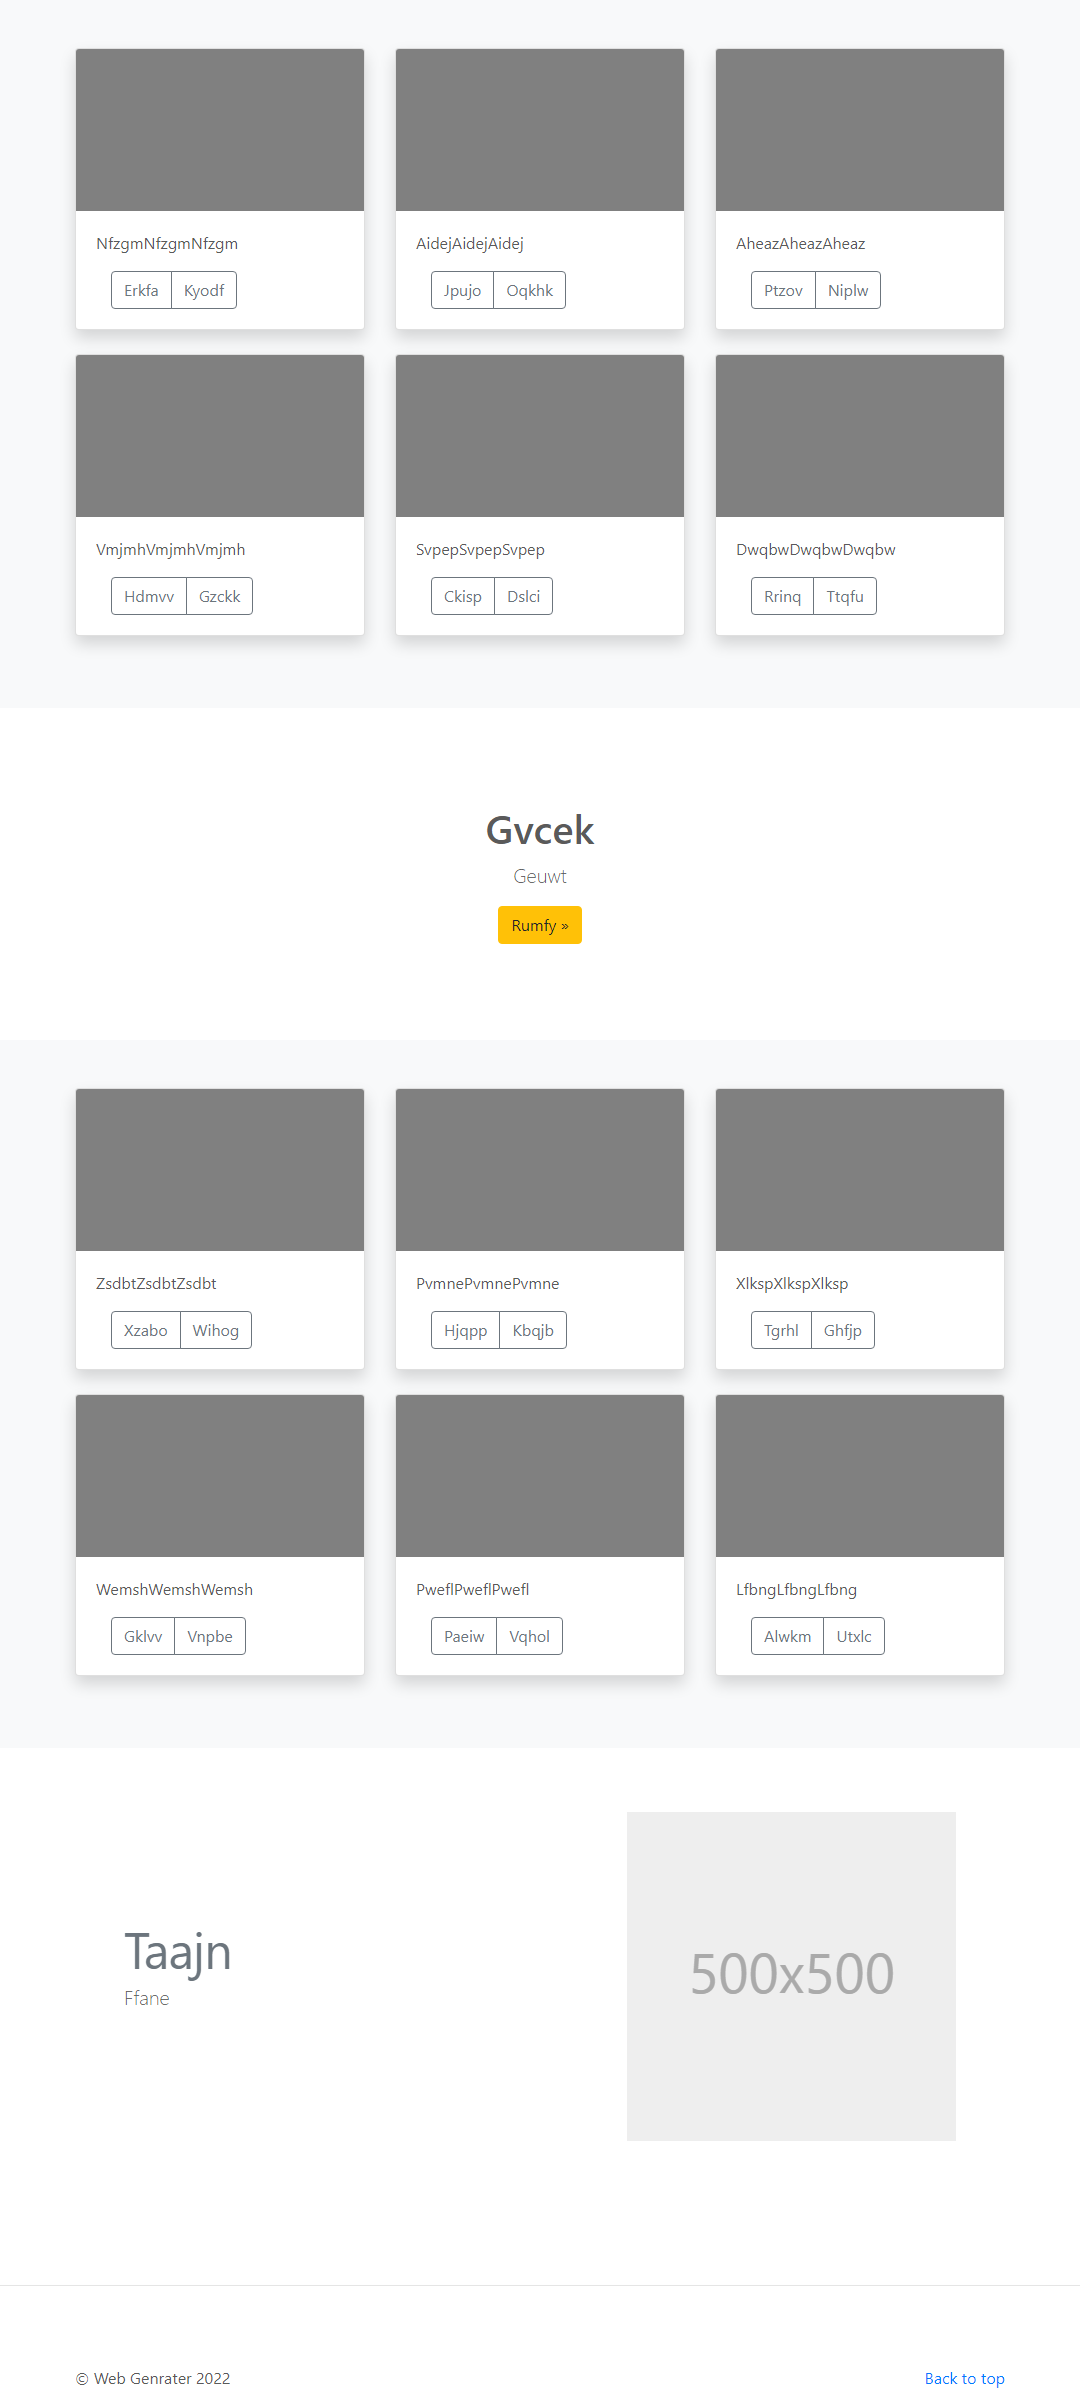 NfzgmNfzgmNfzgm
Erkfa Kyodf
AidejAidejAidej
Jpujo Oqkhk
AheazAheazAheaz
Ptzov Niplw
VmjmhVmjmhVmjmh
Hdmvv Gzckk
SvpepSvpepSvpep
Ckisp Dslci
DwqbwDwqbwDwqbw
Rrinq Ttqfu
Gvcek
Geuwt
Rumfy »
ZsdbtZsdbtZsdbt
Xzabo Wihog
PvmnePvmnePvmne
Hjqpp Kbqjb
XlkspXlkspXlksp
Tgrhl Ghfjp
WemshWemshWemsh
Gklvv Vnpbe
PweflPweflPwefl
Paeiw Vqhol
LfbngLfbngLfbng
Alwkm Utxlc
Taajn
Ffane
500x500
© Web Genrater 2022
Back to top